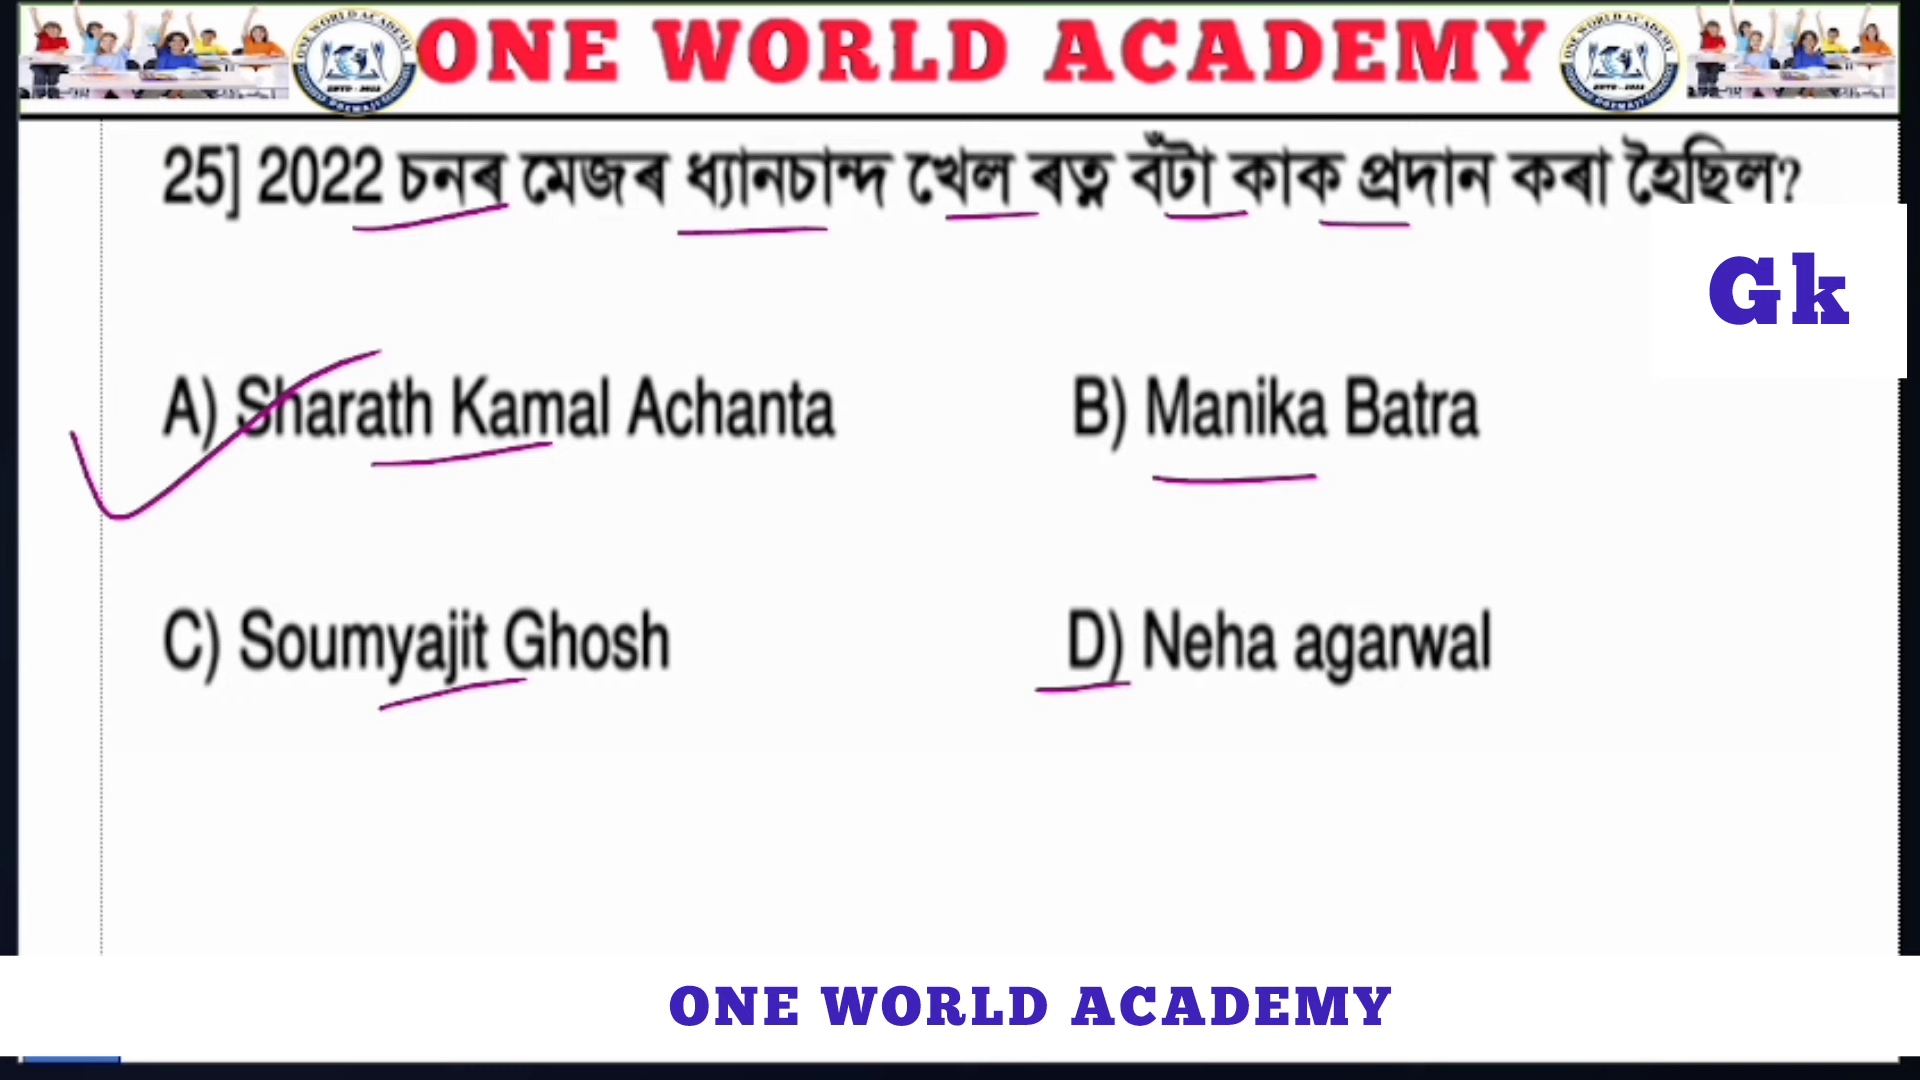 ONE WORLD ACADEMY
25] 2022 চনৰ মেজৰ ধ্যানচান্দ খেল ৰত্ন বঁটা কাক প্ৰদান কৰা হৈছিল?
Gk
A) Sharath Kamal Achanta
B) Manika Batra
C) Soumyajit Ghosh
D) Neha agarwal
ONE WORLD ACADEMY